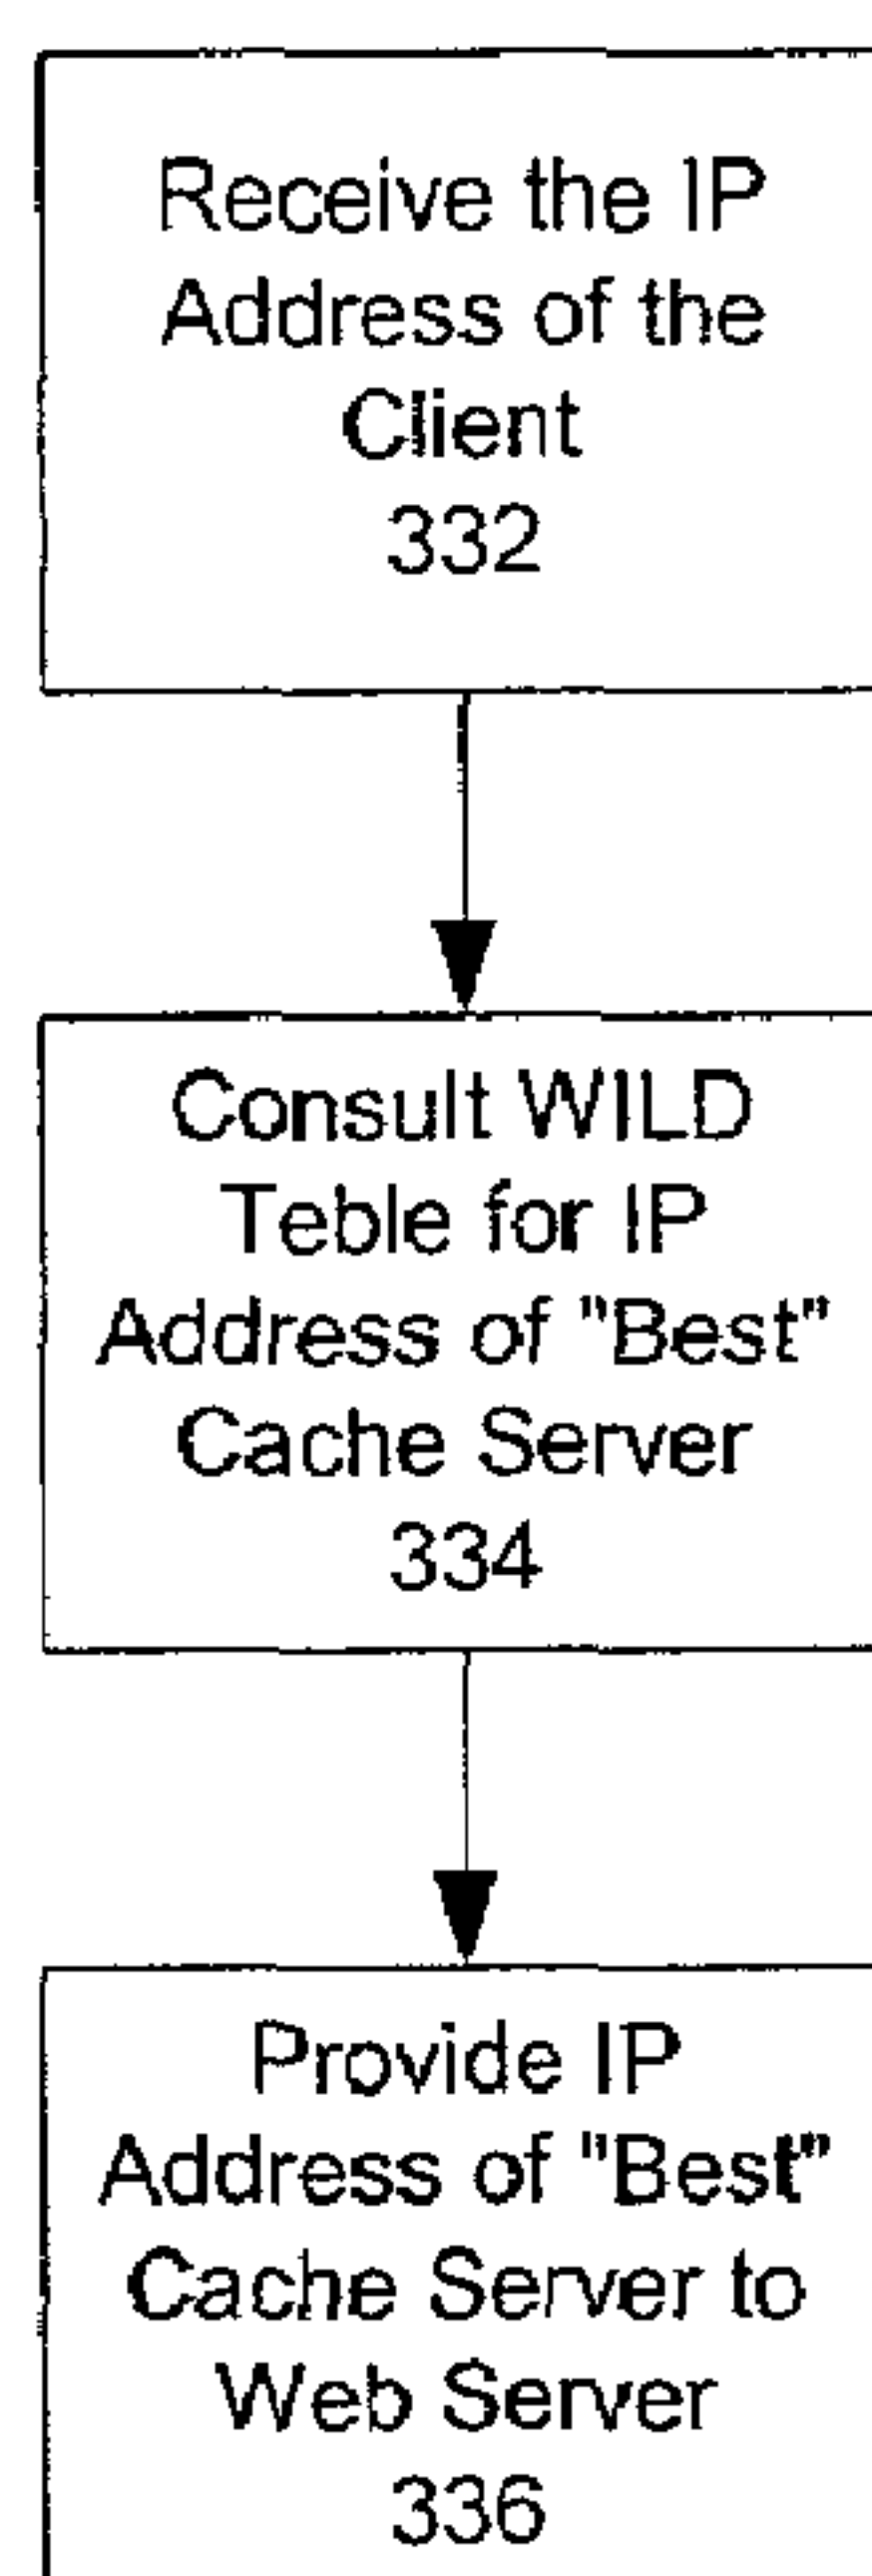 Receive the IP
Address of the
Client
332
Consult WILD
Teble for IP
Address of "Best"
Cache Server
334
Provide IP
Address of "Best"
Cache Server to
Web Server
336